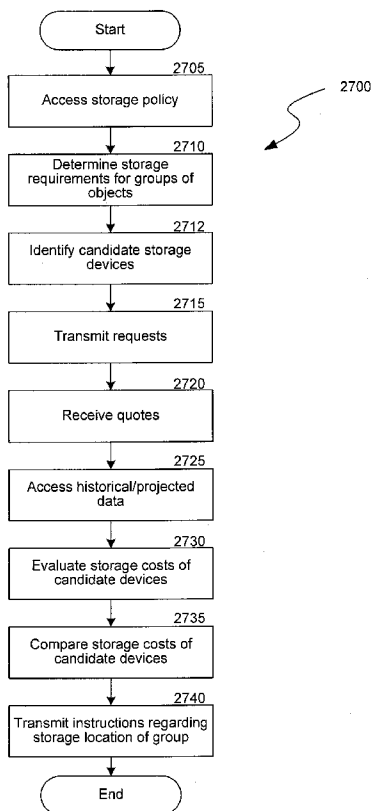 Start
2705
Access storage policy
2700
2710
Determine storage
requirements for groups of
objects
2712
Identify candidate storage
devices
2715
Transmit requests
2720
Receive quotes
2725
Access historical/projected
data
2730
Evaluate storage costs of
candidate devices
2735
Compare storage costs of
candidate devices
2740
Transmit instructions regarding
storage location of group
End